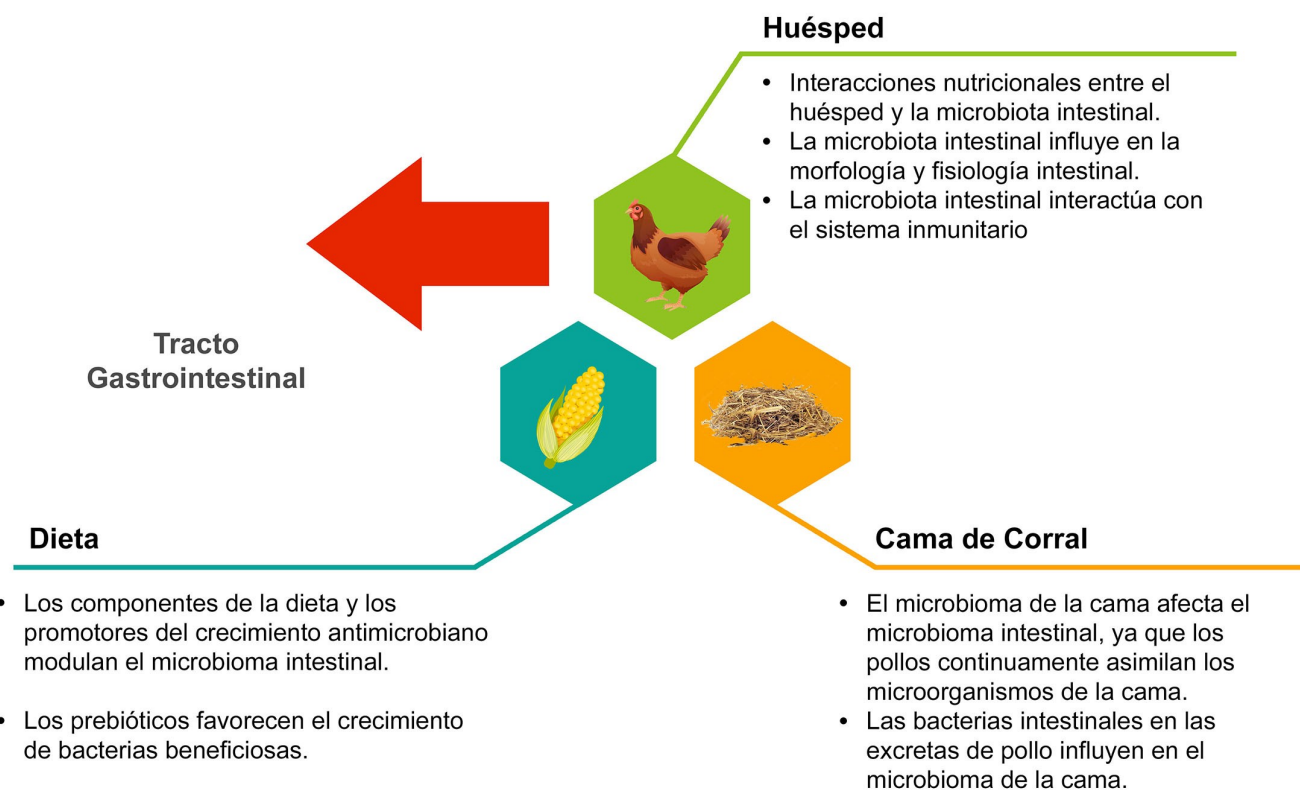 Huésped
• Interacciones nutricionales entre el
huésped y la microbiota intestinal.
• La microbiota intestinal influye en la
morfología y fisiología intestinal.
• La microbiota intestinal interactúa con
el sistema inmunitario
Tracto
Gastrointestinal
Dieta
• Los componentes de la dieta y los
promotores del crecimiento antimicrobiano
modulan el microbioma intestinal.
• Los prebióticos favorecen el crecimiento
de bacterias beneficiosas.
Cama de Corral
• El microbioma de la cama afecta el
microbioma intestinal, ya que los
pollos continuamente asimilan los
microorganismos de la cama.
• Las bacterias intestinales en las
excretas de pollo influyen en el
microbioma de la cama.